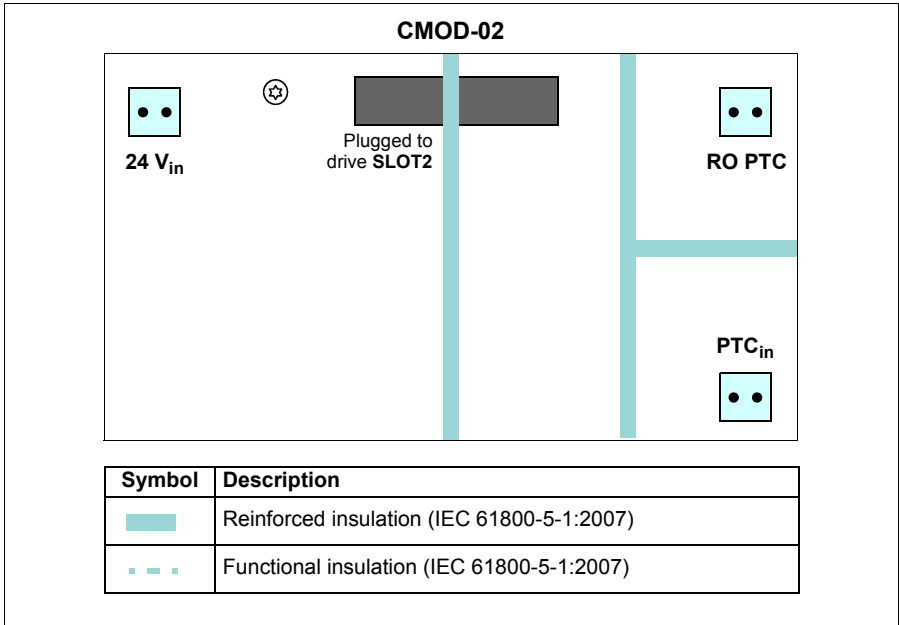 CMOD-02
Plugged to
drive SLOT2
24 Vin
RO PTC
PTCin
Symbol Description
Reinforced insulation (IEC 61800-5-1:2007)
Functional insulation (IEC 61800-5-1:2007)